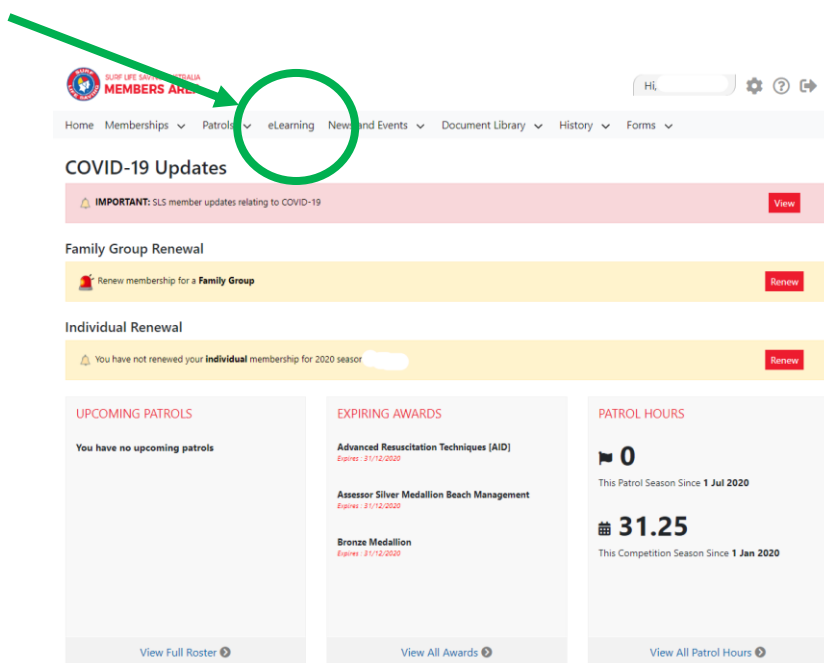 SURF LIFE SAVING AUSTRALIA
MEMBERS AREA
Hi,
Home Memberships Patrols eLearning News and Events Document Library History Forms
COVID-19 Updates
IMPORTANT: SLS member updates relating to COVID-19 View
Family Group Renewal
Renew membership for a Family Group Renew
Individual Renewal
You have not renewed your individual membership for 2020 season Renew
UPCOMING PATROLS
You have no upcoming patrols
View Full Roster
EXPIRING AWARDS
Advanced Resuscitation Techniques [AID]
Expires : 31/12/2020
Assessor Silver Medallion Beach Management
Expires : 31/12/2020
Bronze Medallion
Expires : 31/12/2020
View All Awards
PATROL HOURS
0
This Patrol Season Since 1 Jul 2020
31.25
This Competition Season Since 1 Jan 2020
View All Patrol Hours